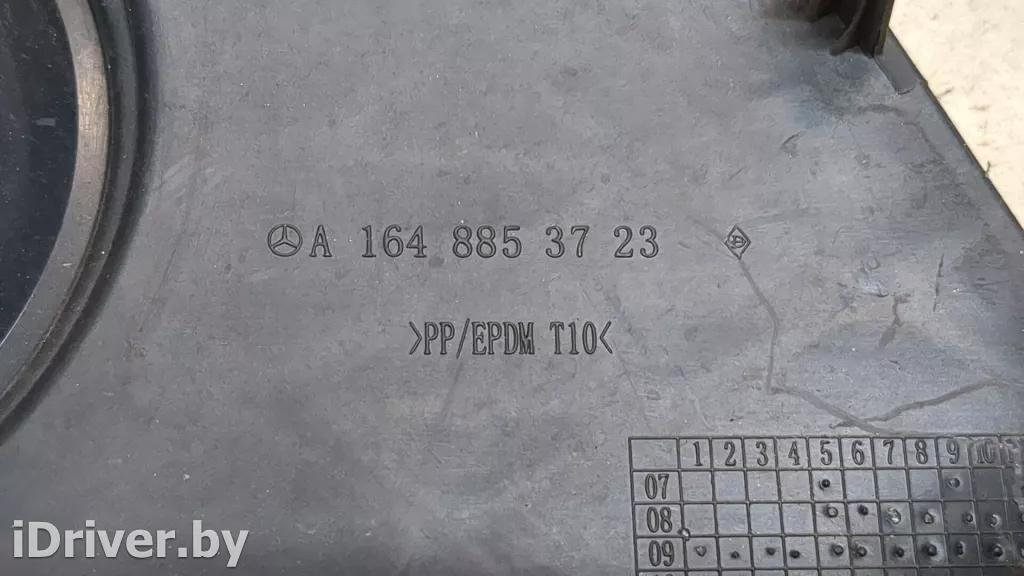 A 164 885 37 23
>PP/EPDM T10<
1 2 3 4 5 6 7 8 9 10
07
08
09
iDriver.by